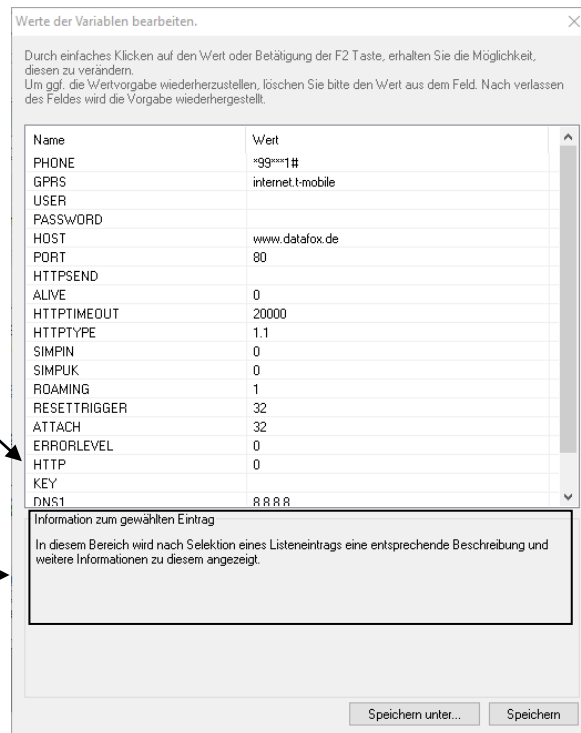 Werte der Variablen bearbeiten.
Durch einfaches Klicken auf den Wert oder Betätigung der F2 Taste, erhalten Sie die Möglichkeit,
diesen zu verändern.
Um ggf. die Wertvorgabe wiederherzustellen, löschen Sie bitte den Wert aus dem Feld. Nach verlassen
des Feldes wird die Vorgabe wiederhergestellt.
Name Wert
PHONE *99***1#
GPRS internet.t-mobile
USER
PASSWORD
HOST www.datafox.de
PORT 80
HTTPSEND
ALIVE 0
HTTPTIMEOUT 20000
HTTPTYPE 1.1
SIMPIN 0
SIMPUK 0
ROAMING 1
RESETTRIGGER 32
ATTACH 32
ERRORLEVEL 0
HTTP 0
KEY
DNS1 8.8.8.8
Information zum gewählten Eintrag
In diesem Bereich wird nach Selektion eines Listeneintrags eine entsprechende Beschreibung und
weitere Informationen zu diesem angezeigt.
Speichern unter... Speichern